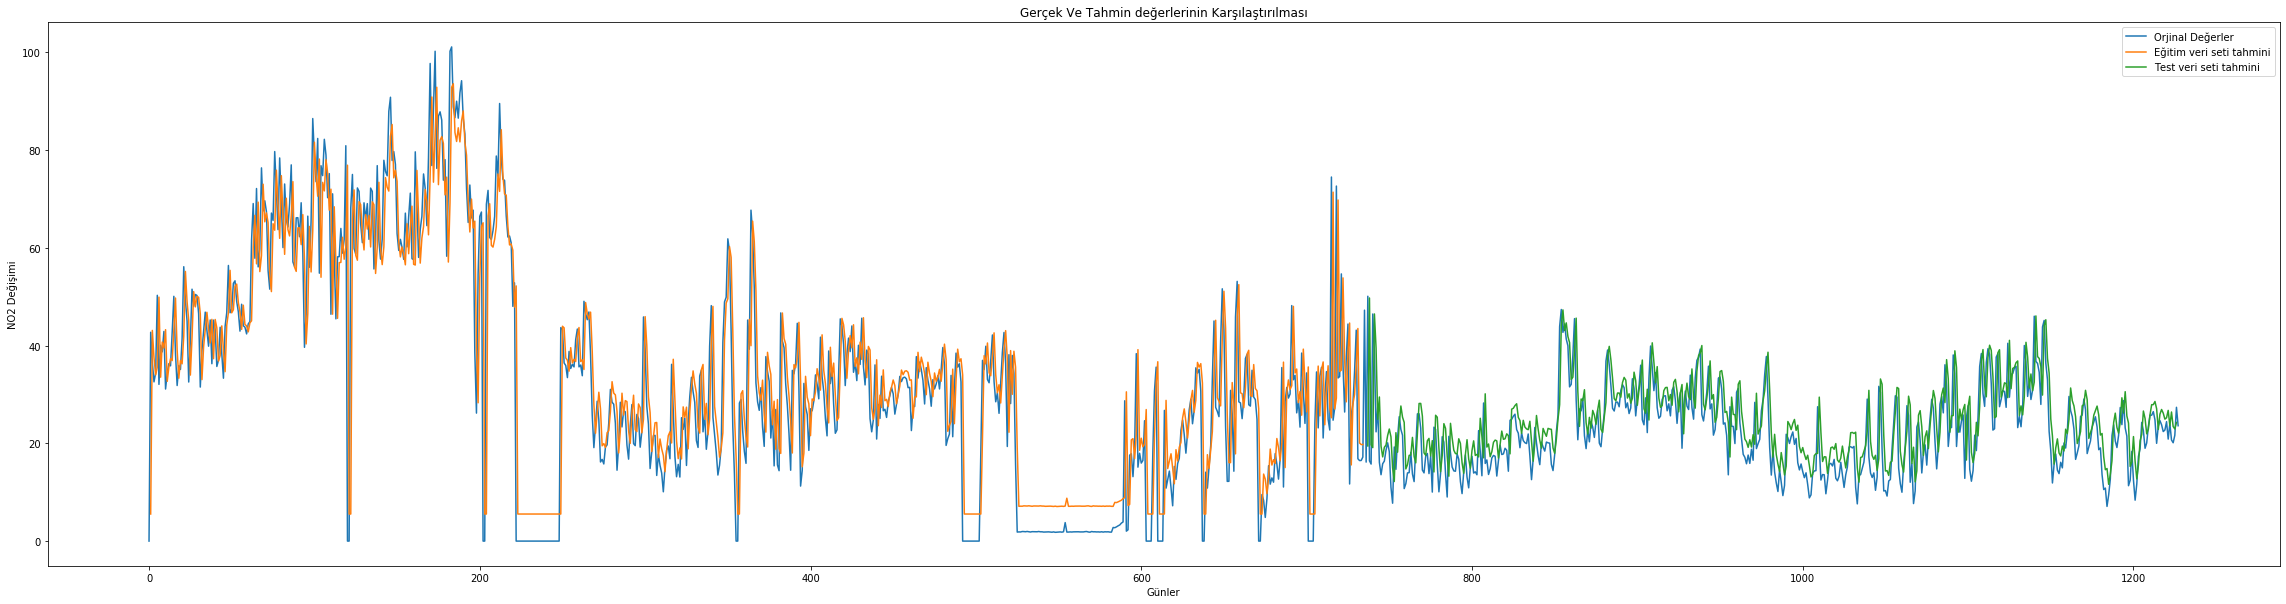 Gerçek Ve Tahmin değerlerinin Karşılaştırılması
Orjinal Değerler
Eğitim veri seti tahmini
Test veri seti tahmini
100
80
60
40
20
0
NO2 Değişimi
0 200 400 600 800 1000 1200
Günler